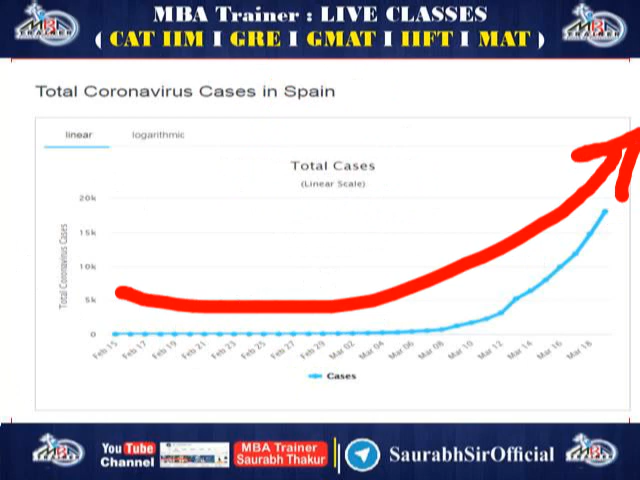 MBA Trainer : LIVE CLASSES
( CAT IIM I GRE I GMAT I IIFT I MAT )
Total Coronavirus Cases in Spain
linear logarithmic
Total Cases
(Linear Scale)
Total Coronavirus Cases
20k
15k
10k
5k
0
Feb 15 Feb 17 Feb 19 Feb 21 Feb 23 Feb 25 Feb 27 Feb 29 Mar 02 Mar 04 Mar 06 Mar 08 Mar 10 Mar 12 Mar 14 Mar 16 Mar 18
Cases
You Tube
Channel
MBA Trainer
Saurabh Thakur
SaurabhSirOfficial